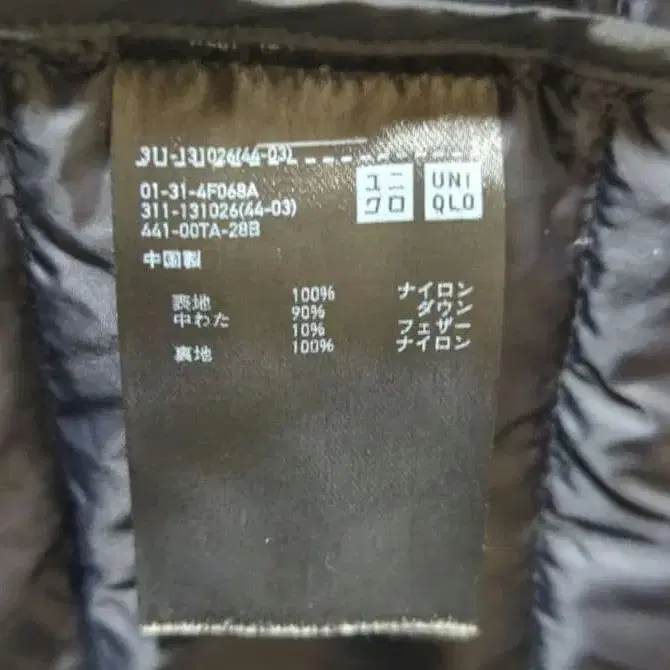 311-131026(44-03)
01-31-4F068A
311-131026(44-03)
441-00TA-28B
ユニ
クロ
UNI
QLO
中国製
表地 100% ナイロン
中わた 90% ダウン
10% フェザー
裏地 100% ナイロン